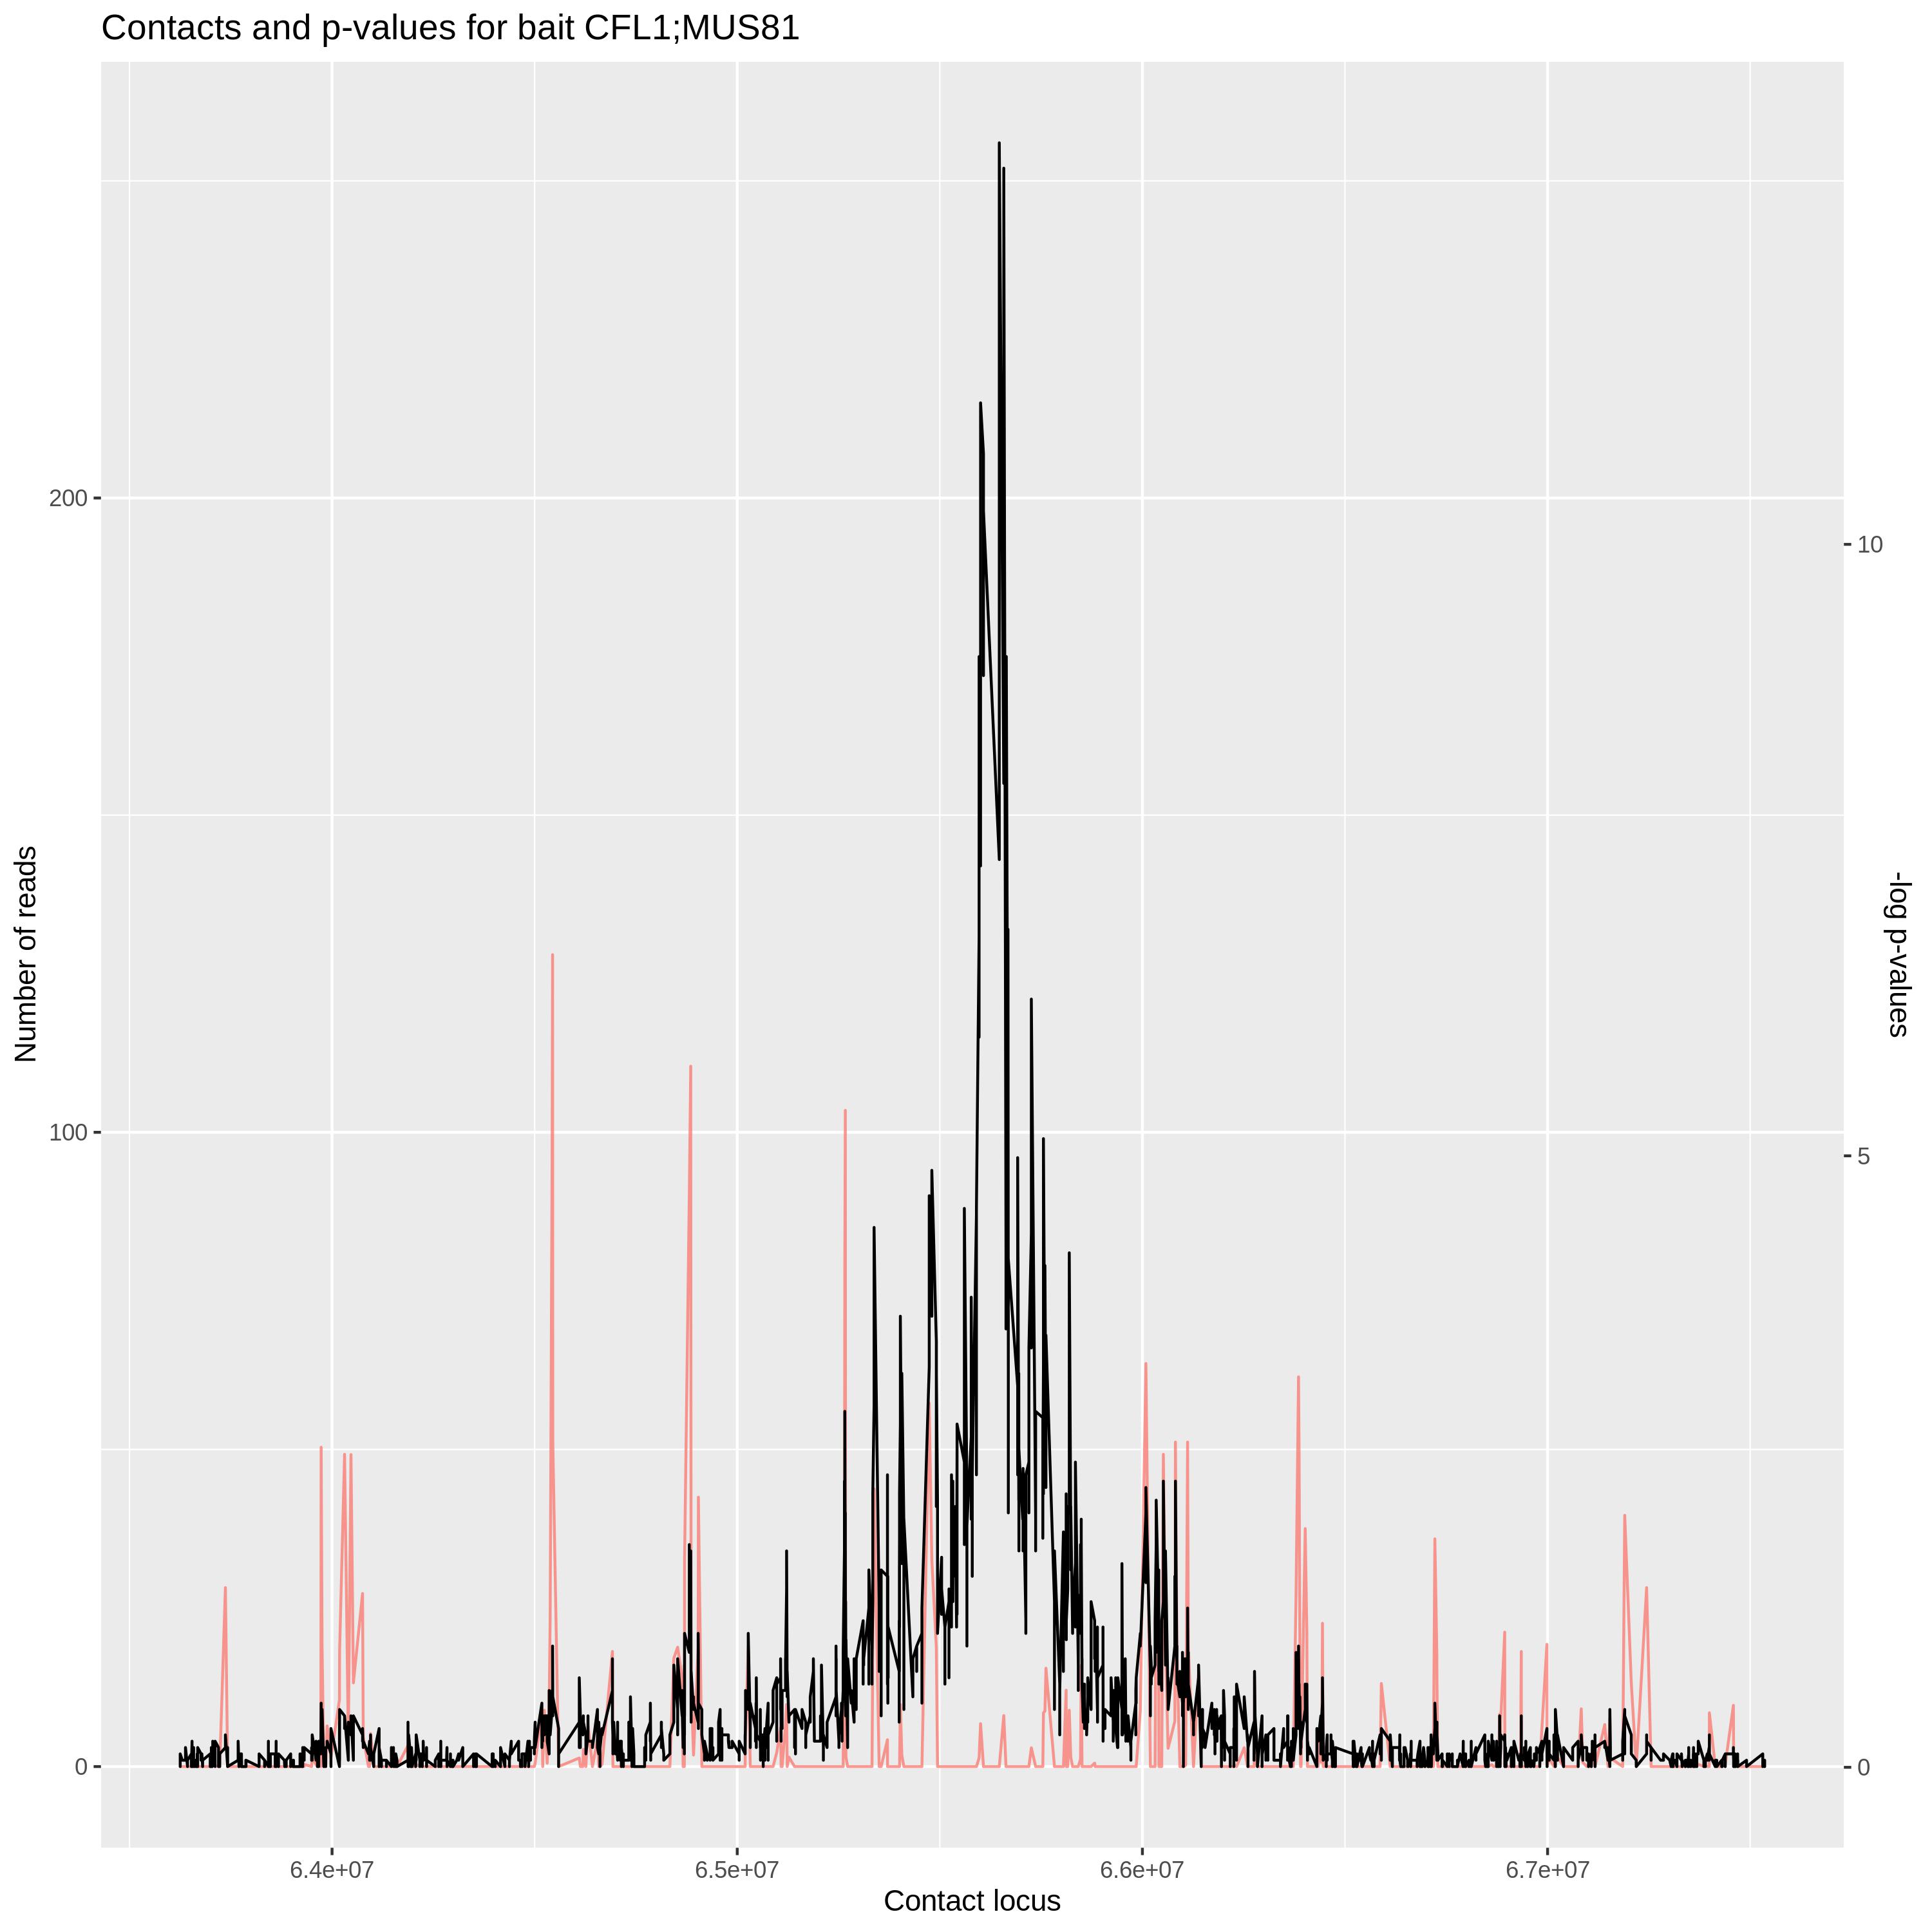 Contacts and p-values for bait CFL1;MUS81
Number of reads
200
100
0
10
5
0
-log p-values
6.4e+07
6.5e+07
6.6e+07
6.7e+07
Contact locus